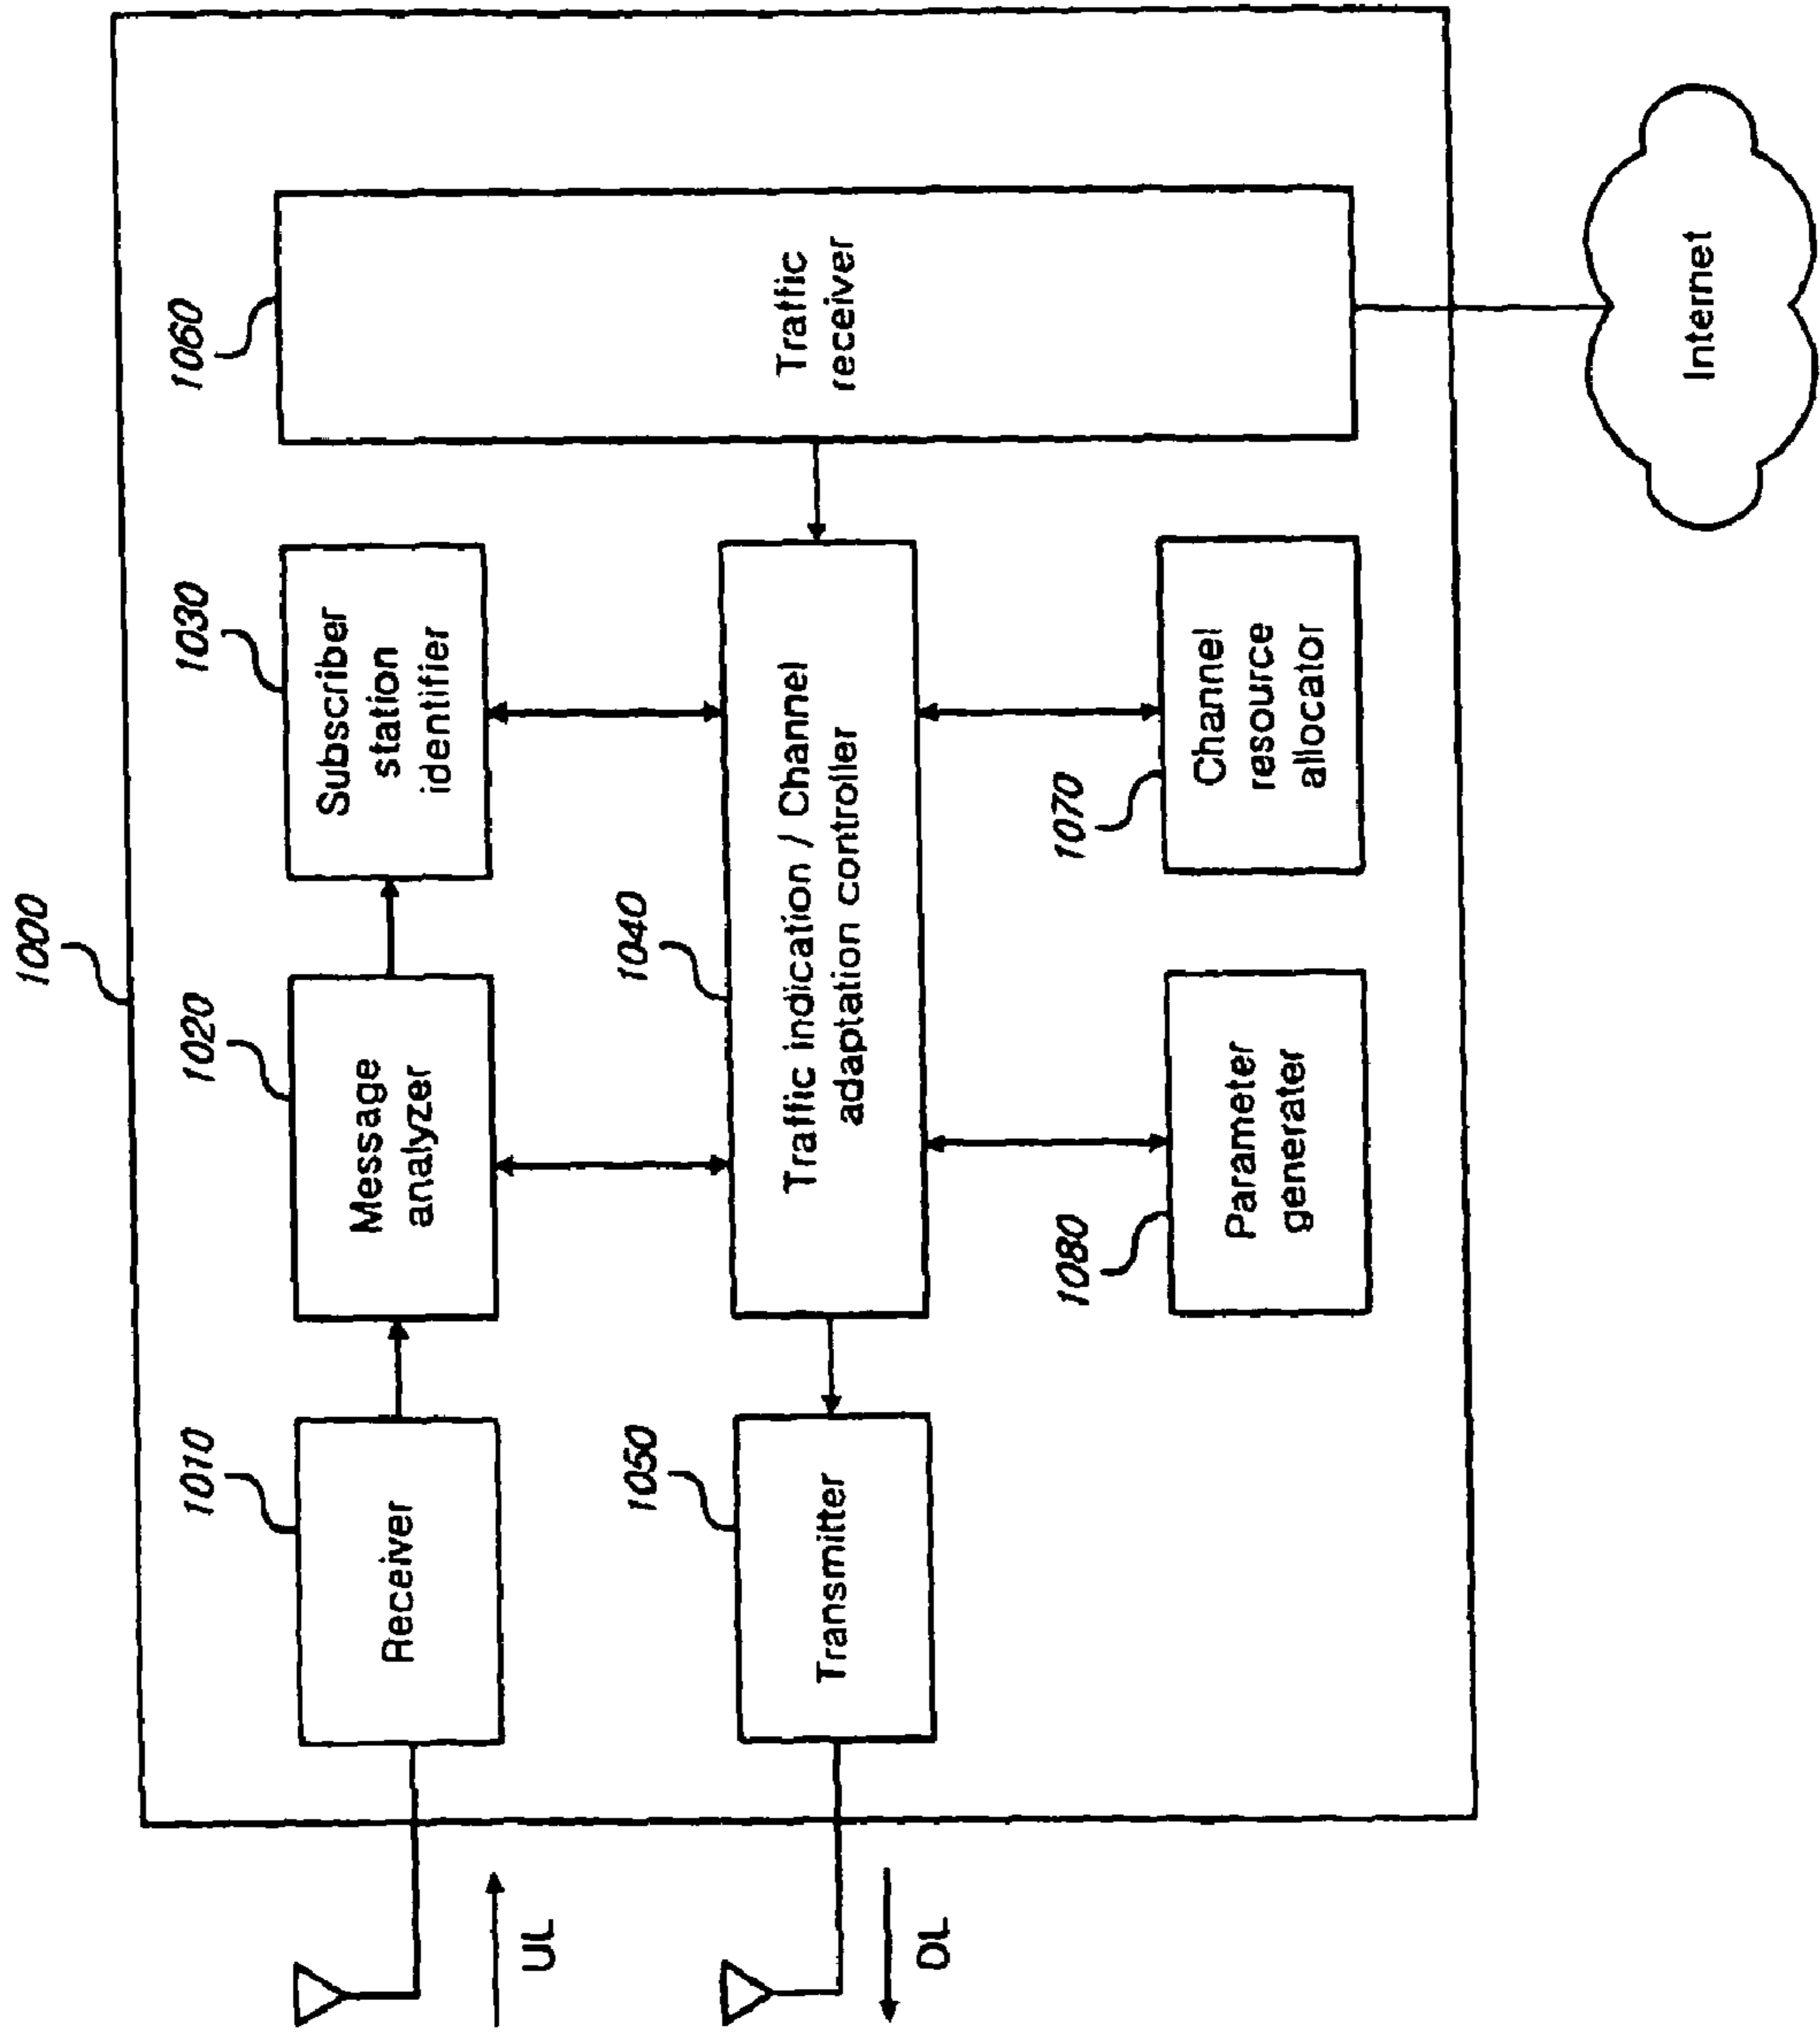 1000
1010
Receiver
1020
Message
analyzer
1030
Subscriber
station
identifier
1060
Traffic
receiver
1040
Traffic indication / Channel
adaptation controller
1050
Transmitter
1080
Parameter
generater
1070
Channel
resource
allocator
UL
DL
Internet